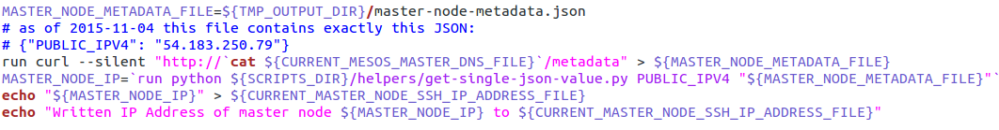 MASTER_NODE_METADATA_FILE=${TMP_OUTPUT_DIR}/master-node-metadata.json
# as of 2015-11-04 this file contains exactly this JSON:
# {"PUBLIC_IPV4": "54.183.250.79"}
run curl --silent "http://`cat ${CURRENT_MESOS_MASTER_DNS_FILE}`/metadata" > ${MASTER_NODE_METADATA_FILE}
MASTER_NODE_IP=`run python ${SCRIPTS_DIR}/helpers/get-single-json-value.py PUBLIC_IPV4 "${MASTER_NODE_METADATA_FILE}"`
echo "${MASTER_NODE_IP}" > ${CURRENT_MASTER_NODE_SSH_IP_ADDRESS_FILE}
echo "Written IP Address of master node ${MASTER_NODE_IP} to ${CURRENT_MASTER_NODE_SSH_IP_ADDRESS_FILE}"